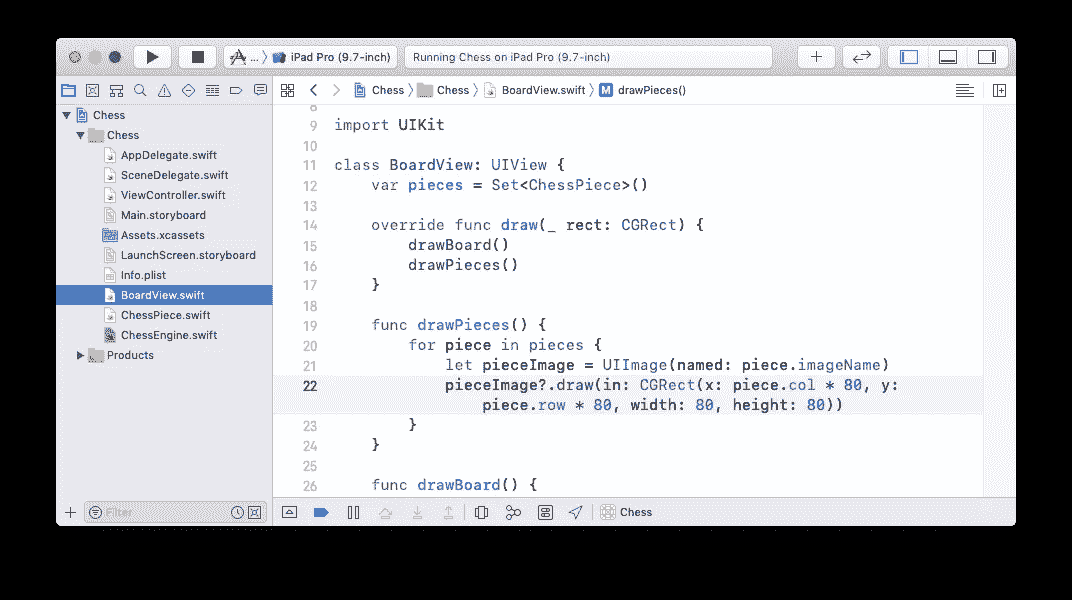 ... iPad Pro (9.7-inch)
Running Chess on iPad Pro (9.7-inch)
Chess
Chess
BoardView.swift
M drawPieces()
Chess
Chess
AppDelegate.swift
SceneDelegate.swift
ViewController.swift
Main.storyboard
Assets.xcassets
LaunchScreen.storyboard
Info.plist
BoardView.swift
ChessPiece.swift
ChessEngine.swift
Products
Filter
8
9 import UIKit
10
11 class BoardView: UIView {
12 var pieces = Set<ChessPiece>()
13
14 override func draw(_ rect: CGRect) {
15 drawBoard()
16 drawPieces()
17 }
18
19 func drawPieces() {
20 for piece in pieces {
21 let pieceImage = UIImage(named: piece.imageName)
22 pieceImage?.draw(in: CGRect(x: piece.col * 80, y:
piece.row * 80, width: 80, height: 80))
23 }
24 }
25
26 func drawBoard() {
Chess